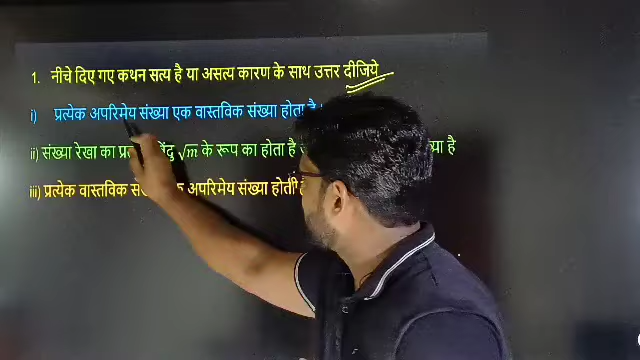 1. नीचे दिए गए कथन सत्य है या असत्य कारण के साथ उत्तर दीजिये
i) प्रत्येक अपरिमेय संख्या एक वास्तविक संख्या होता है
ii) संख्या रेखा का √m के रूप का होता है है
iii) प्रत्येक वास्तविक अपरिमेय संख्या होती